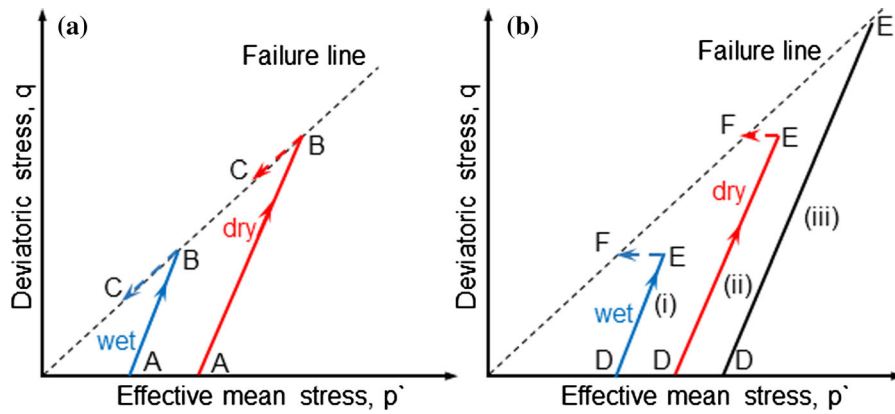 (a)
Failure line
B
C
dry
B
C
wet
A
A
Deviatoric stress, q
Effective mean stress, p`
(b)
E
Failure line
F
E
dry
(iii)
F
E
(ii)
wet
(i)
D
D
D
Deviatoric stress, q
Effective mean stress, p`